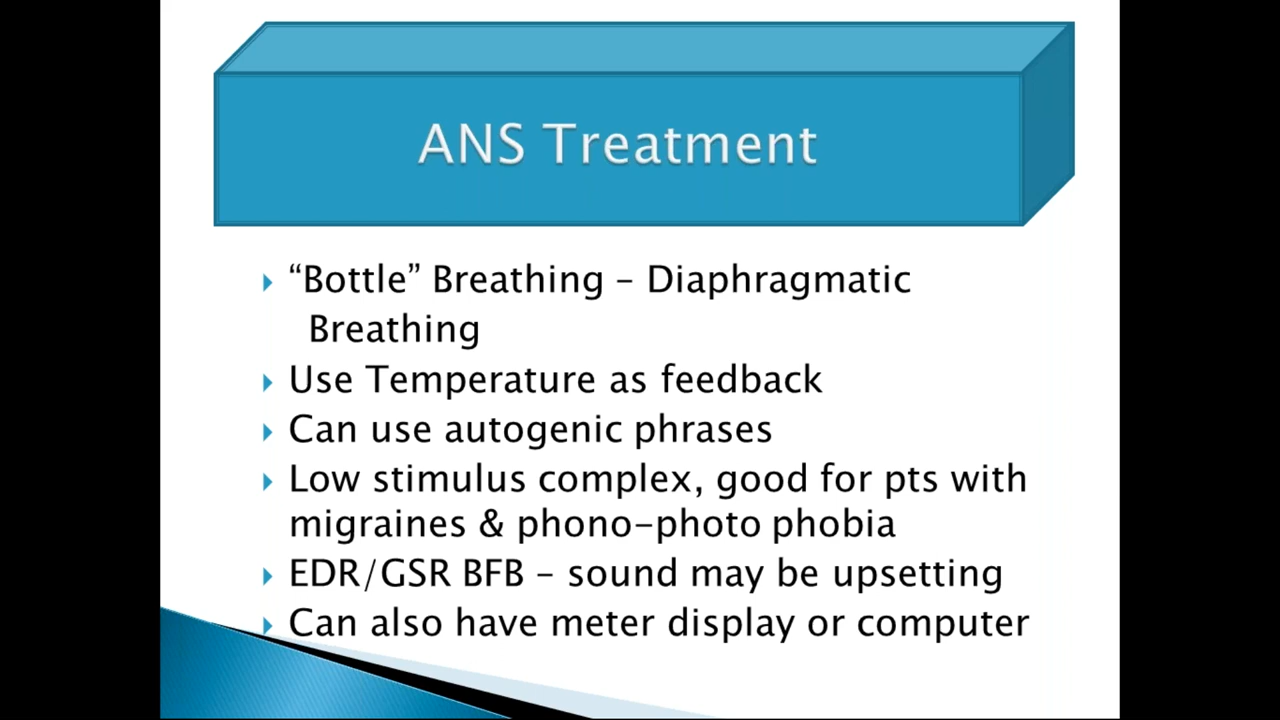 ANS Treatment
“Bottle” Breathing – Diaphragmatic
Breathing
Use Temperature as feedback
Can use autogenic phrases
Low stimulus complex, good for pts with
migraines & phono-photo phobia
EDR/GSR BFB – sound may be upsetting
Can also have meter display or computer